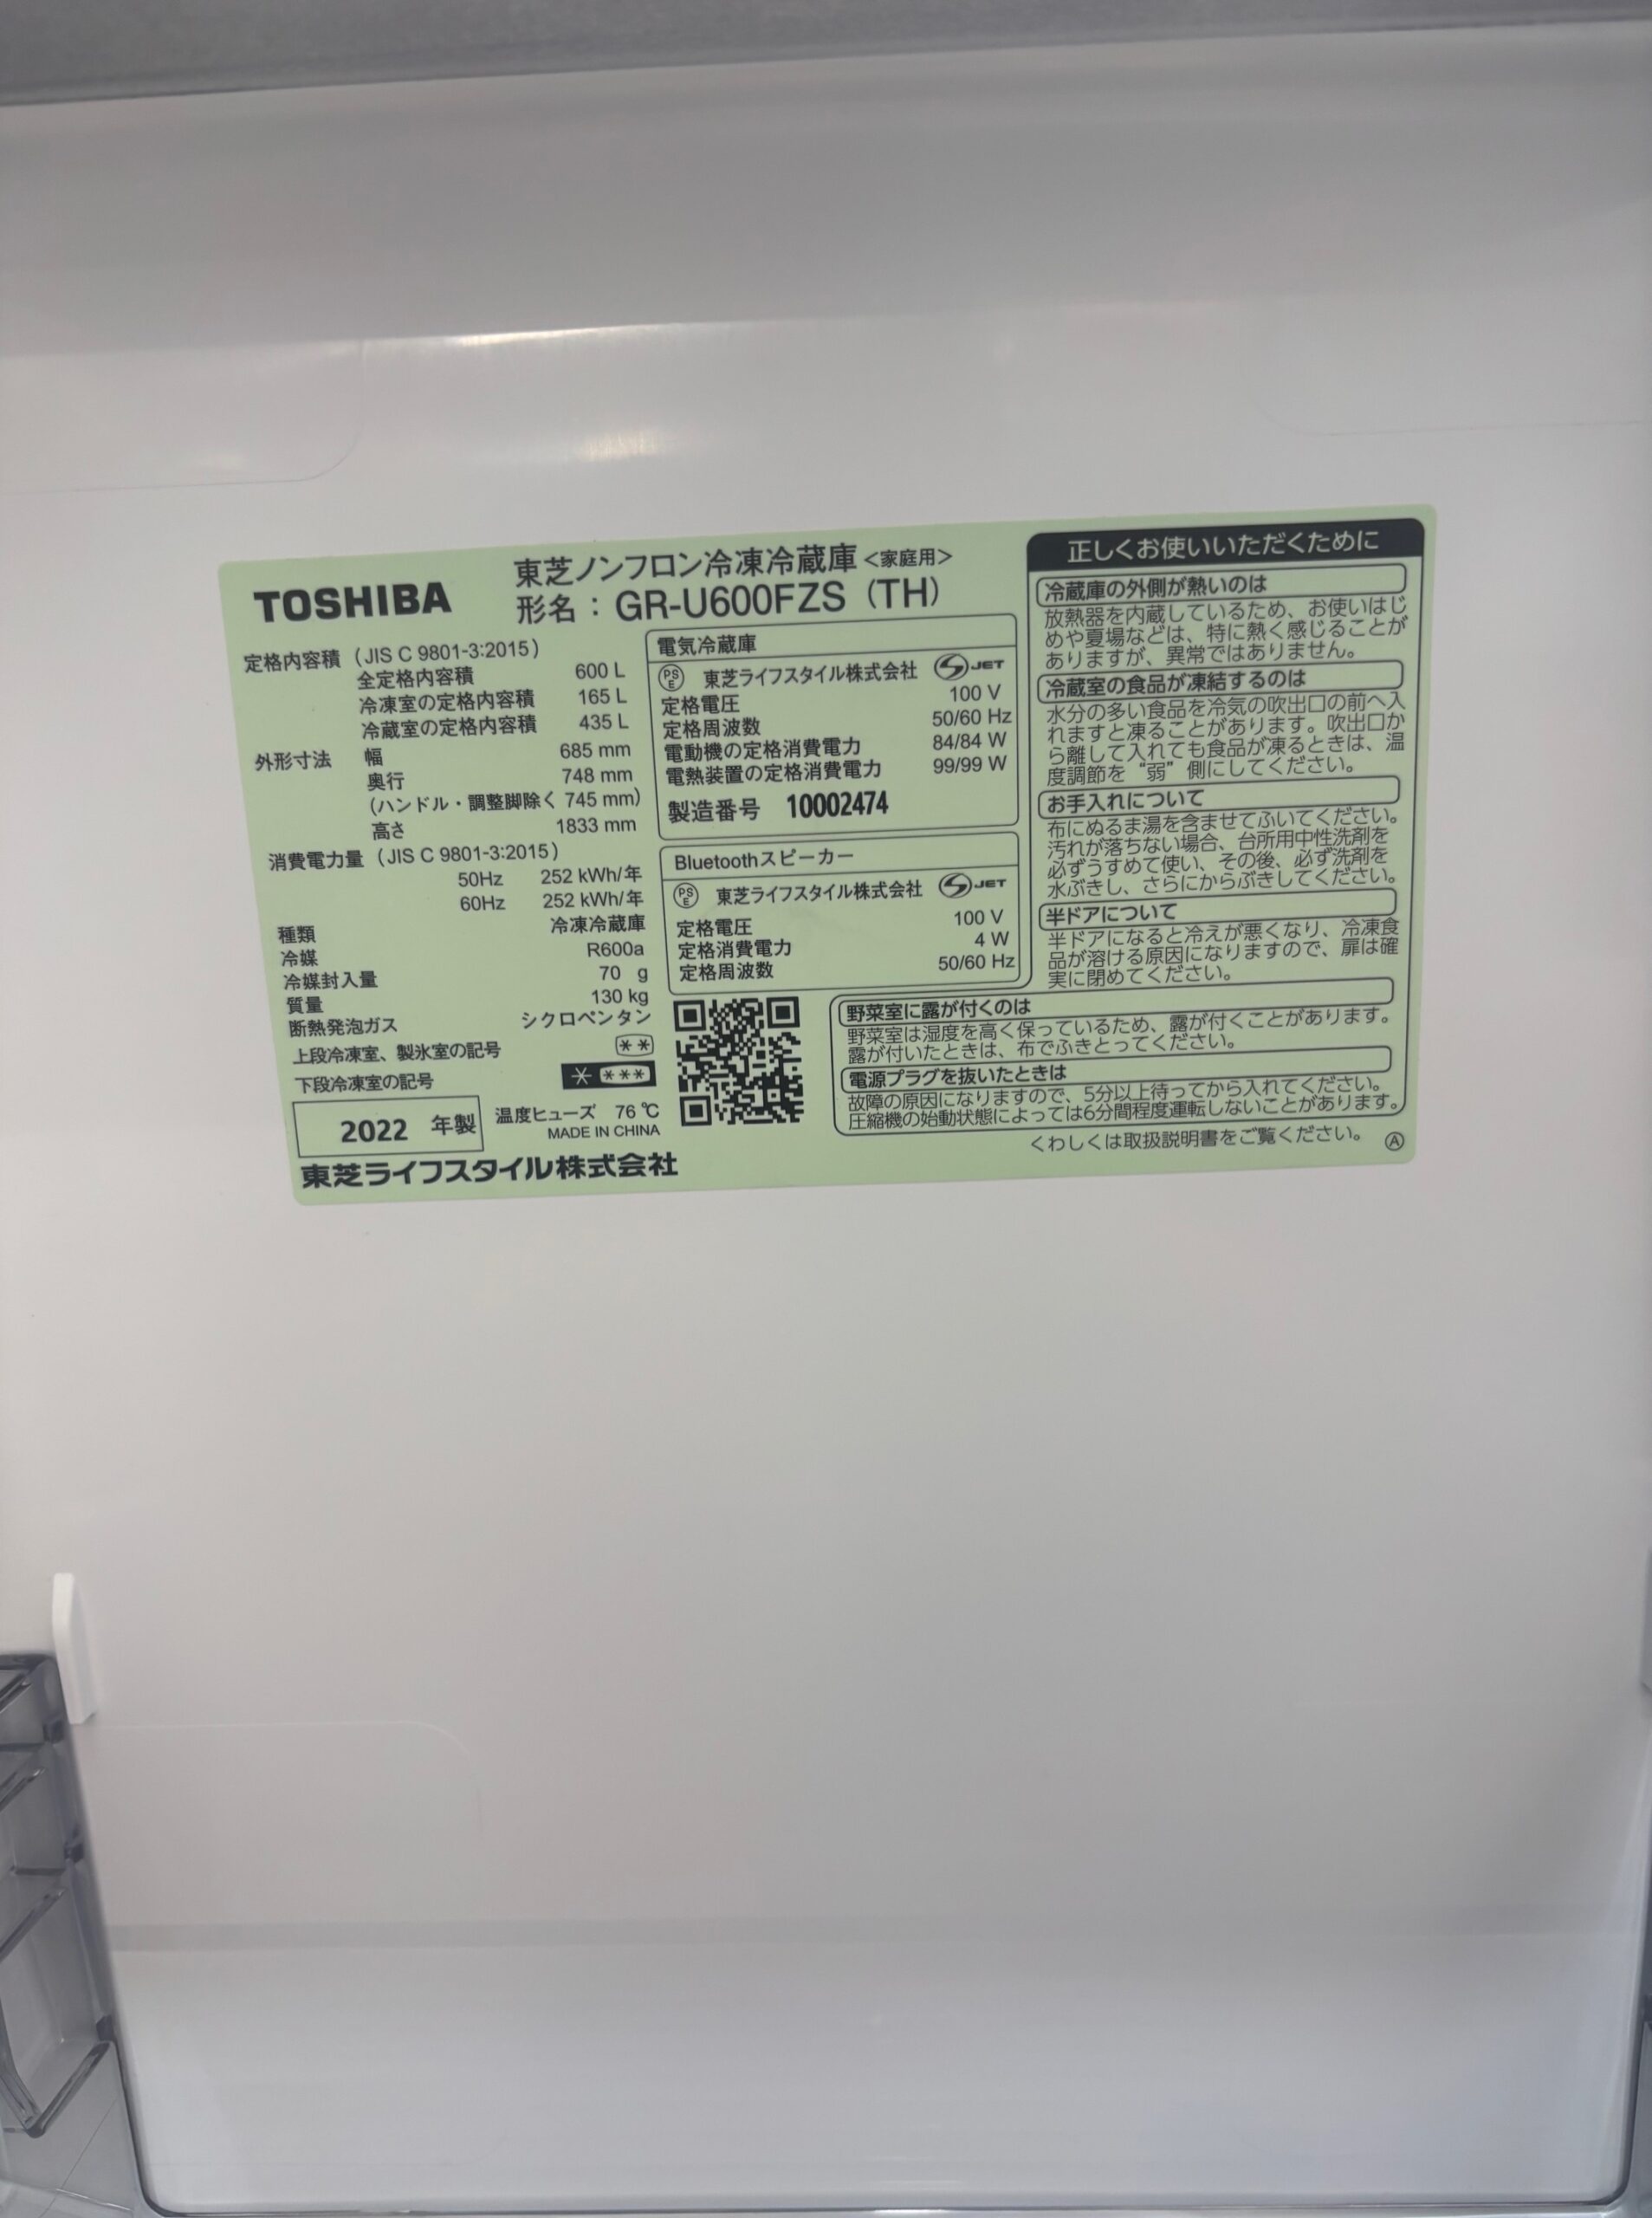 TOSHIBA
東芝ノンフロン冷凍冷蔵庫<家庭用>
形名：GR-U600FZS（TH）
定格内容積（JIS C 9801-3:2015）
全定格内容積 600 L
冷凍室の定格内容積 165 L
冷蔵室の定格内容積 435 L
外形寸法 幅 685 mm
奥行 748 mm
(ハンドル・調整脚除く 745 mm)
高さ 1833 mm
消費電力量（JIS C 9801-3:2015）
50Hz 252 kWh/年
60Hz 252 kWh/年
種類 冷凍冷蔵庫
冷媒 R600a
冷媒封入量 70 g
質量 130 kg
断熱発泡ガス シクロペンタン
上段冷凍室、製氷室の記号 **
下段冷凍室の記号 * ***
2022 年製
温度ヒューズ 76 ℃
MADE IN CHINA
東芝ライフスタイル株式会社
電気冷蔵庫
PSE 東芝ライフスタイル株式会社 SJET
定格電圧 100 V
定格周波数 50/60 Hz
電動機の定格消費電力 84/84 W
電熱装置の定格消費電力 99/99 W
製造番号 10002474
Bluetoothスピーカー
PSE 東芝ライフスタイル株式会社 SJET
定格電圧 100 V
定格消費電力 4 W
定格周波数 50/60 Hz
正しくお使いいただくために
冷蔵庫の外側が熱いのは
放熱器を内蔵しているため、お使いはじ
めや夏場などは、特に熱く感じることが
ありますが、異常ではありません。
冷蔵室の食品が凍結するのは
水分の多い食品を冷気の吹出口の前へ入
れますと凍ることがあります。吹出口か
ら離して入れても食品が凍るときは、温
度調節を“弱”側にしてください。
お手入れについて
布にぬるま湯を含ませてふいてください。
汚れが落ちない場合、台所用中性洗剤を
必ずうすめて使い、その後、必ず洗剤を
水ぶきし、さらにからぶきしてください。
半ドアについて
半ドアになると冷えが悪くなり、冷凍食
品が溶ける原因になりますので、扉は確
実に閉めてください。
野菜室に露が付くのは
野菜室は湿度を高く保っているため、露が付くことがあります。
露が付いたときは、布でふきとってください。
電源プラグを抜いたときは
故障の原因になりますので、5分以上待ってから入れてください。
圧縮機の始動状態によっては6分間程度運転しないことがあります。
くわしくは取扱説明書をご覧ください。 Ⓐ